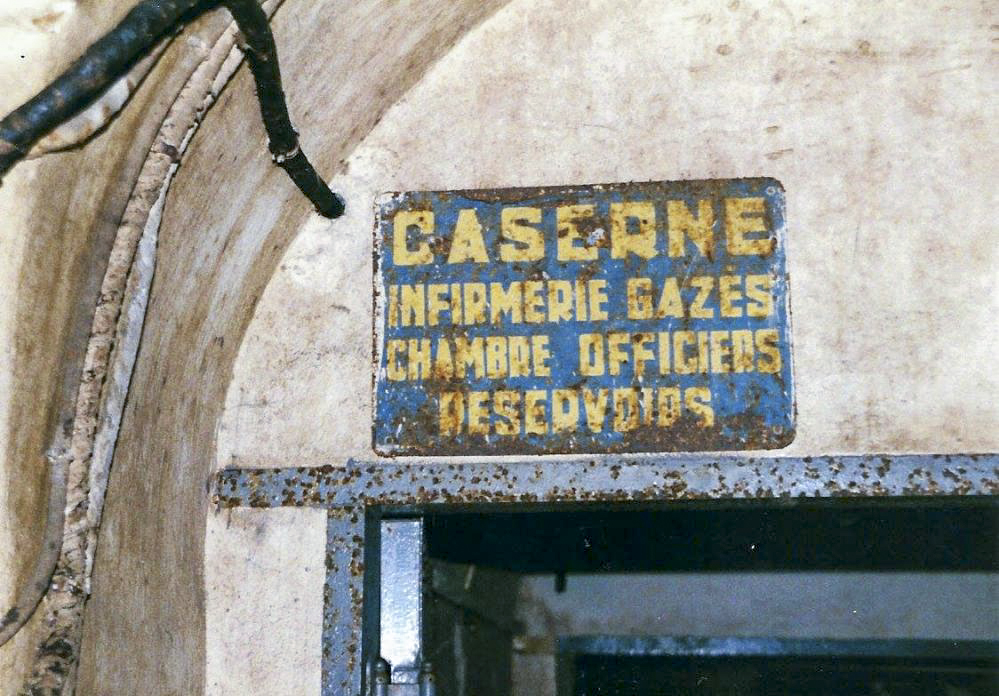 CASERNE
INFIRMERIE GAZÉS
CHAMBRE OFFICIERS
RESERVOIRS